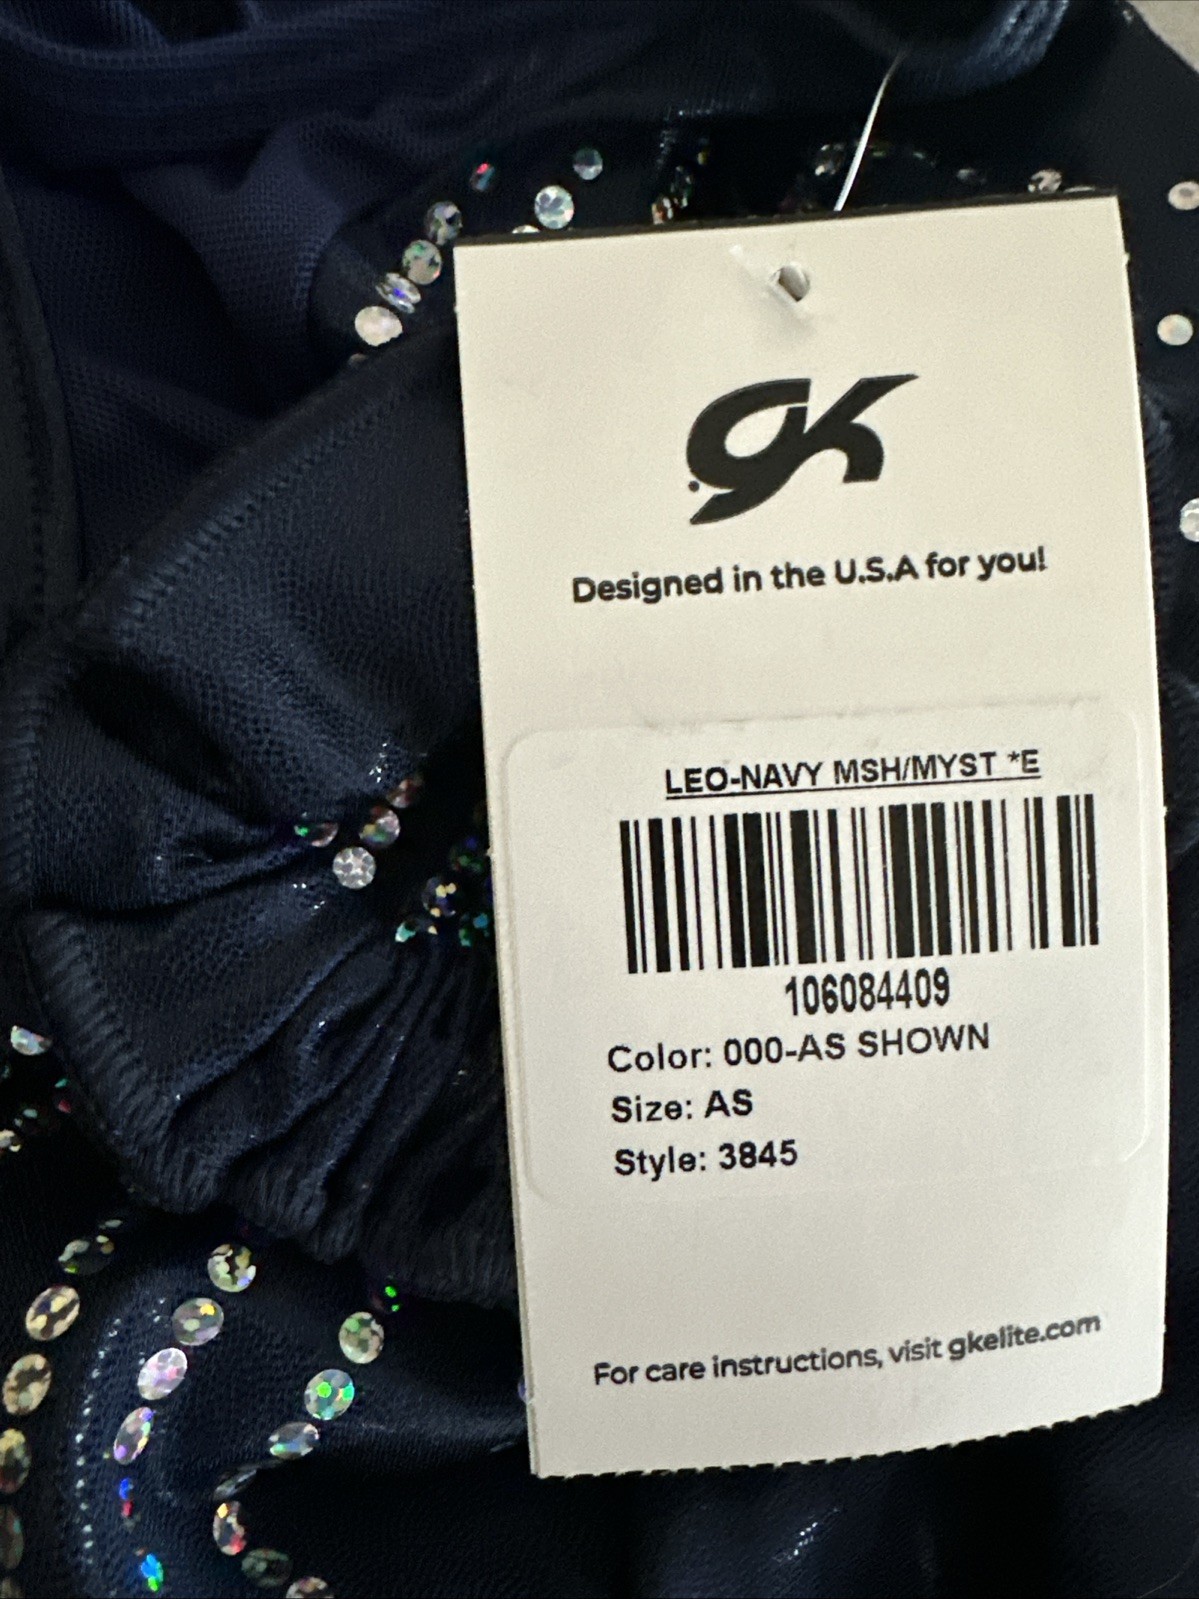 GK
Designed in the U.S.A for you!
LEO-NAVY MSH/MYST *E
106084409
Color: 000-AS SHOWN
Size: AS
Style: 3845
For care instructions, visit gkelite.com